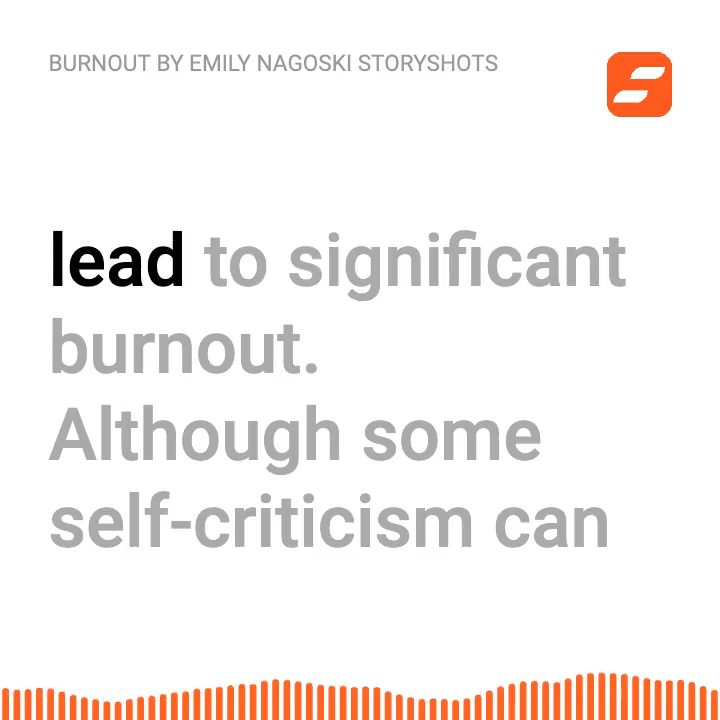 BURNOUT BY EMILY NAGOSKI STORYSHOTS
lead to significant
burnout.
Although some
self-criticism can